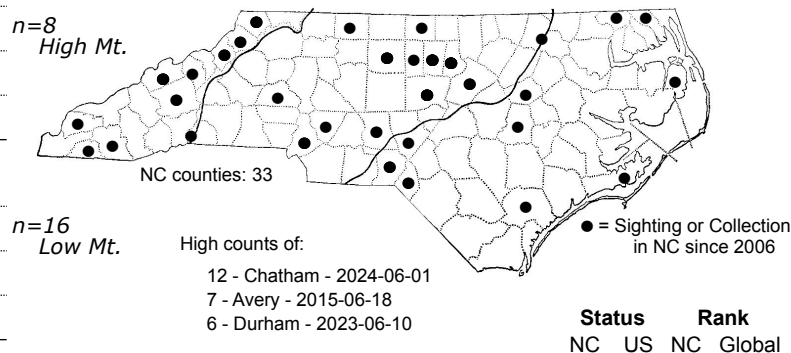 n=8
High Mt.
NC counties: 33
n=16
Low Mt.
High counts of:
12 - Chatham - 2024-06-01
7 - Avery - 2015-06-18
6 - Durham - 2023-06-10
● = Sighting or Collection
in NC since 2006
Status Rank
NC US NC Global